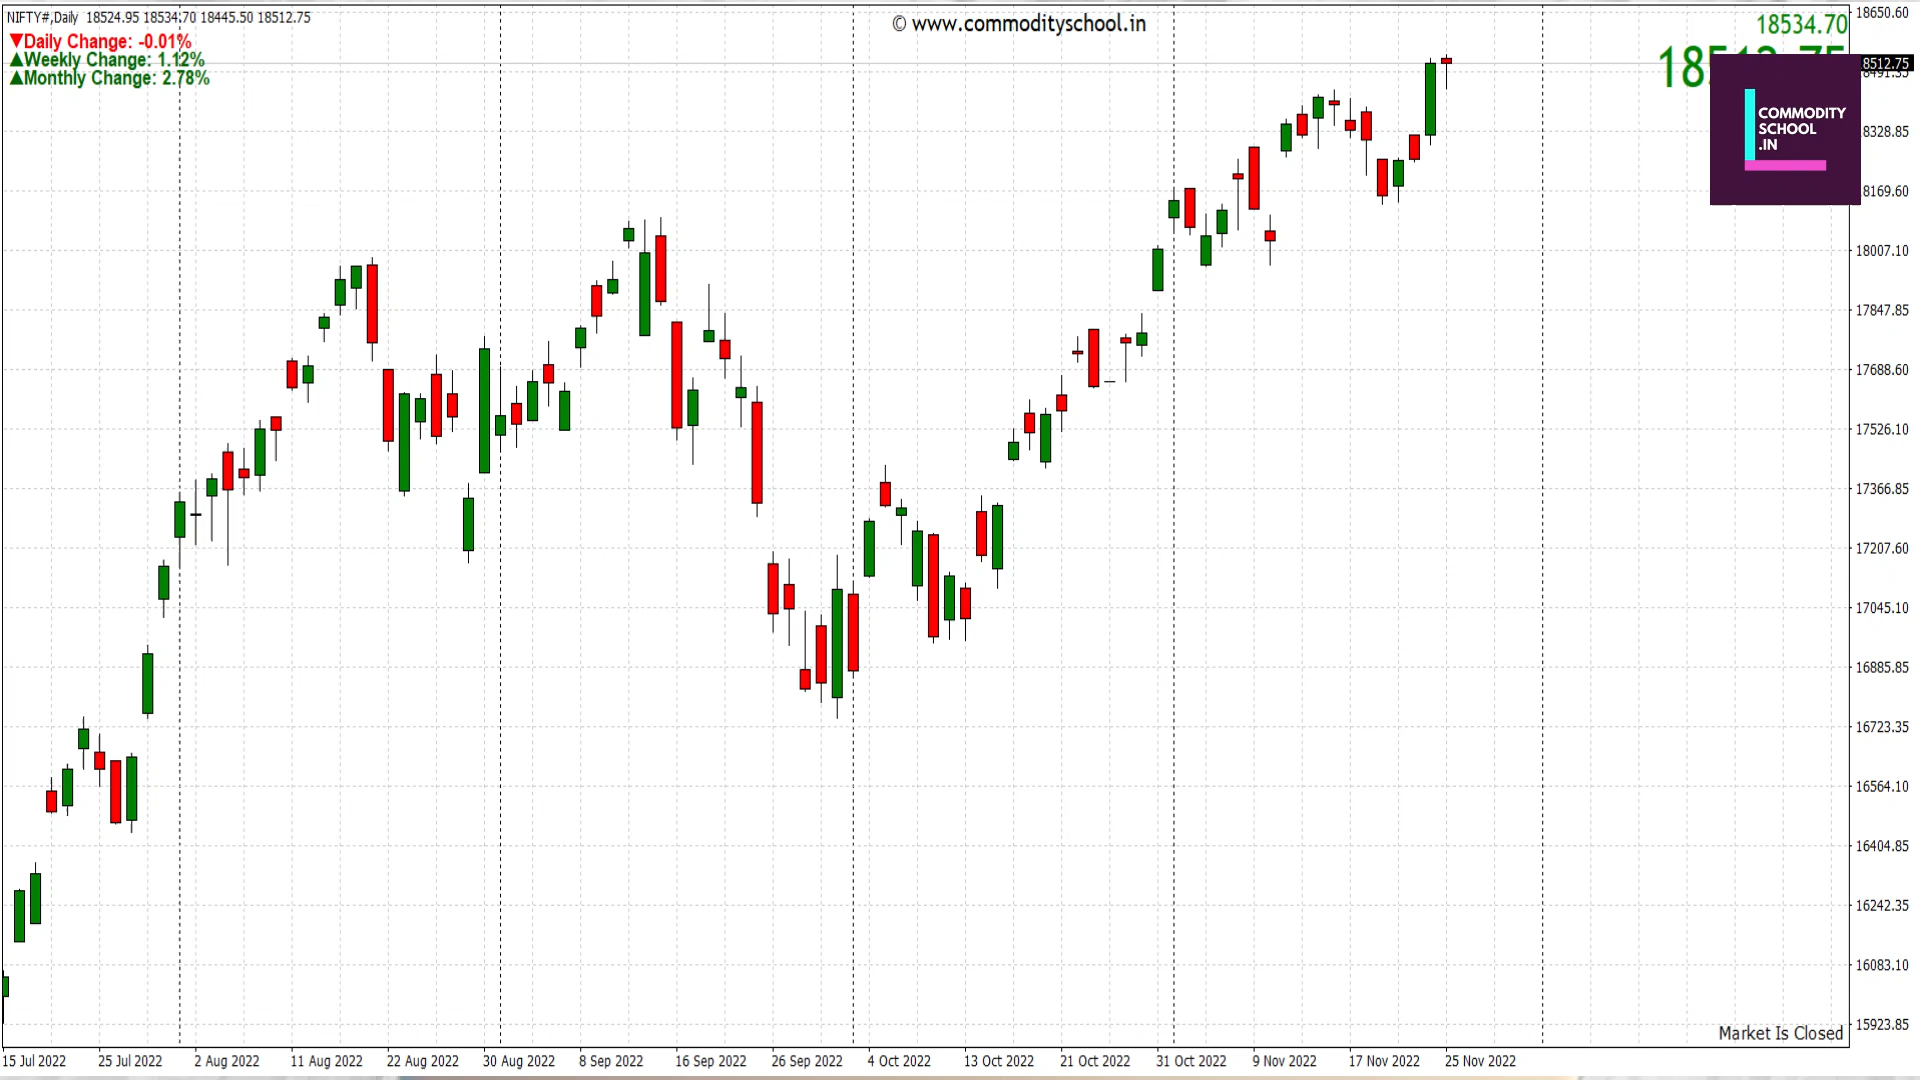 NIFTY#,Daily 18524.95 18534.70 18445.50 18512.75
▼Daily Change: -0.01%
▲Weekly Change: 1.12%
▲Monthly Change: 2.78%
© www.commodityschool.in
18534.70
COMMODITY
SCHOOL
.IN
18650.60
8512.75
8491.35
8328.85
8169.60
18007.10
17847.85
17688.60
17526.10
17366.85
17207.60
17045.10
16885.85
16723.35
16564.10
16404.85
16242.35
16083.10
15923.85
Market Is Closed
15 Jul 2022 25 Jul 2022 2 Aug 2022 11 Aug 2022 22 Aug 2022 30 Aug 2022 8 Sep 2022 16 Sep 2022 26 Sep 2022 4 Oct 2022 13 Oct 2022 21 Oct 2022 31 Oct 2022 9 Nov 2022 17 Nov 2022 25 Nov 2022